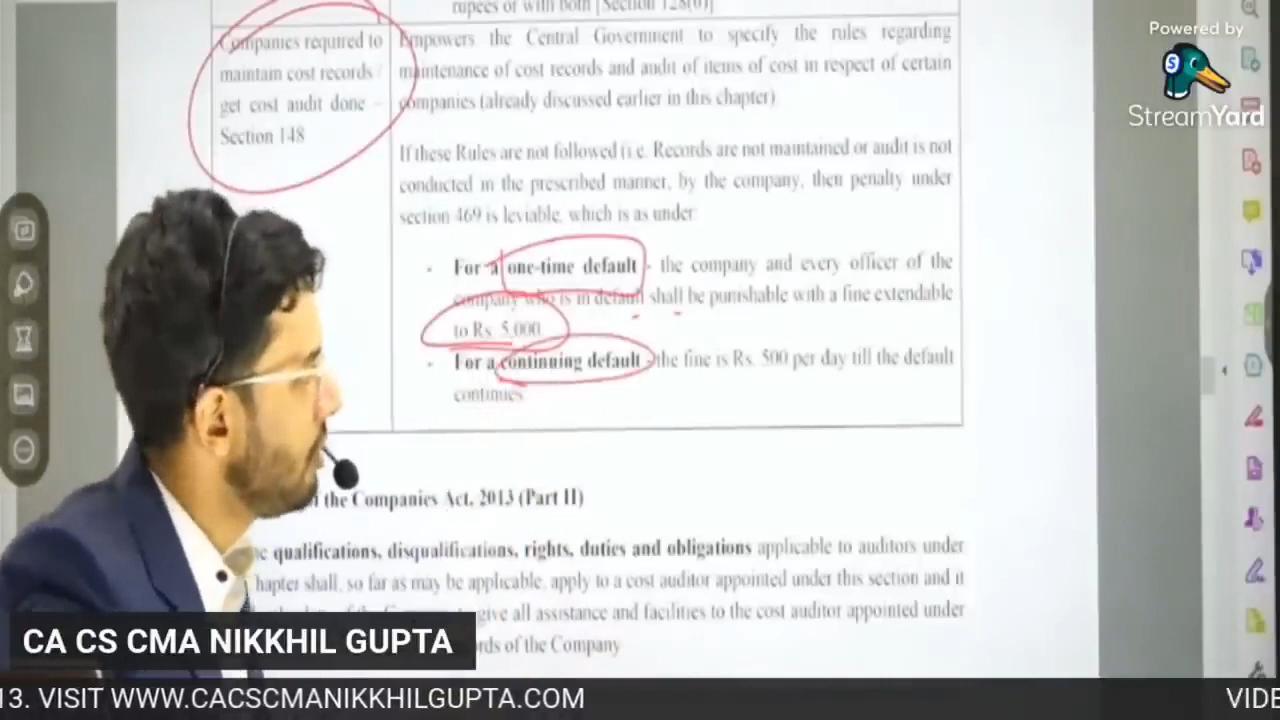 rupees or with both [Section 128(6)]
Companies required to
maintain cost records /
get cost audit done –
Section 148
Empowers the Central Government to specify the rules regarding
maintenance of cost records and audit of items of cost in respect of certain
companies (already discussed earlier in this chapter)
If these Rules are not followed (i.e. Records are not maintained or audit is not
conducted in the prescribed manner, by the company, then penalty under
section 469 is leviable, which is as under
- For a one-time default - the company and every officer of the
company who is in default shall be punishable with a fine extendable
to Rs. 5,000
- For a continuing default - the fine is Rs. 500 per day till the default
continues
the Companies Act, 2013 (Part II)
qualifications, disqualifications, rights, duties and obligations applicable to auditors under
hapter shall, so far as may be applicable, apply to a cost auditor appointed under this section and it
give all assistance and facilities to the cost auditor appointed under
rds of the Company
Powered by
StreamYard
CA CS CMA NIKKHIL GUPTA
13. VISIT WWW.CACSCMANIKKHILGUPTA.COM
VIDE